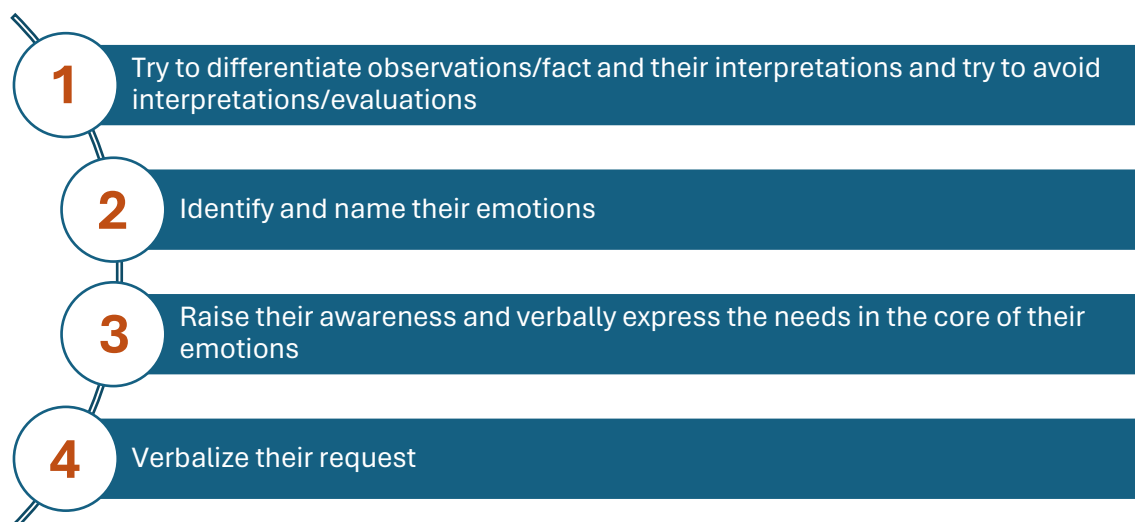 1
Try to differentiate observations/fact and their interpretations and try to avoid
interpretations/evaluations
2
Identify and name their emotions
3
Raise their awareness and verbally express the needs in the core of their
emotions
4
Verbalize their request